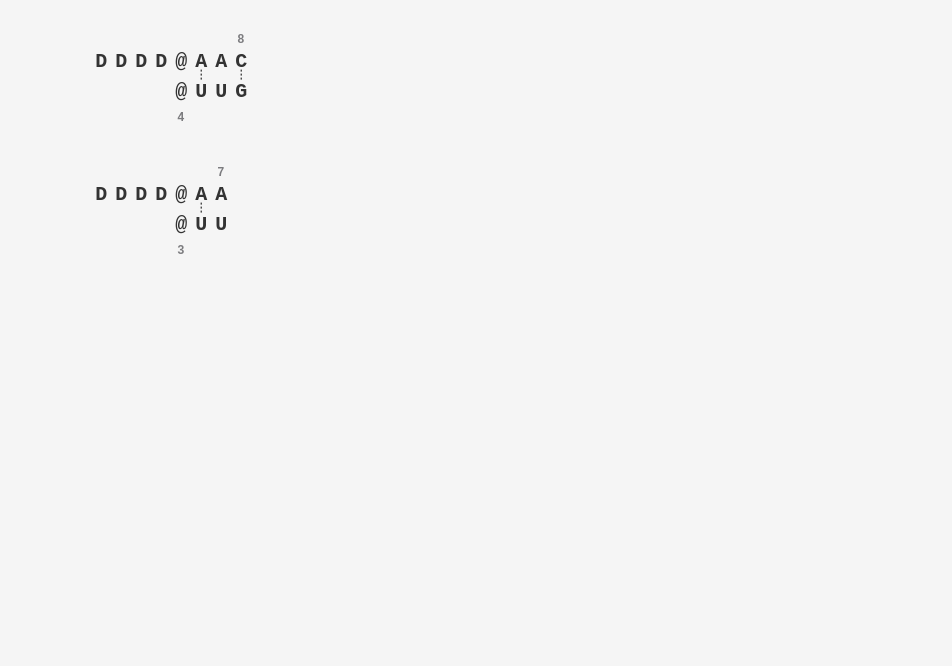 8
D D D D @ A A C
@ U U G
4
7
D D D D @ A A
@ U U
3